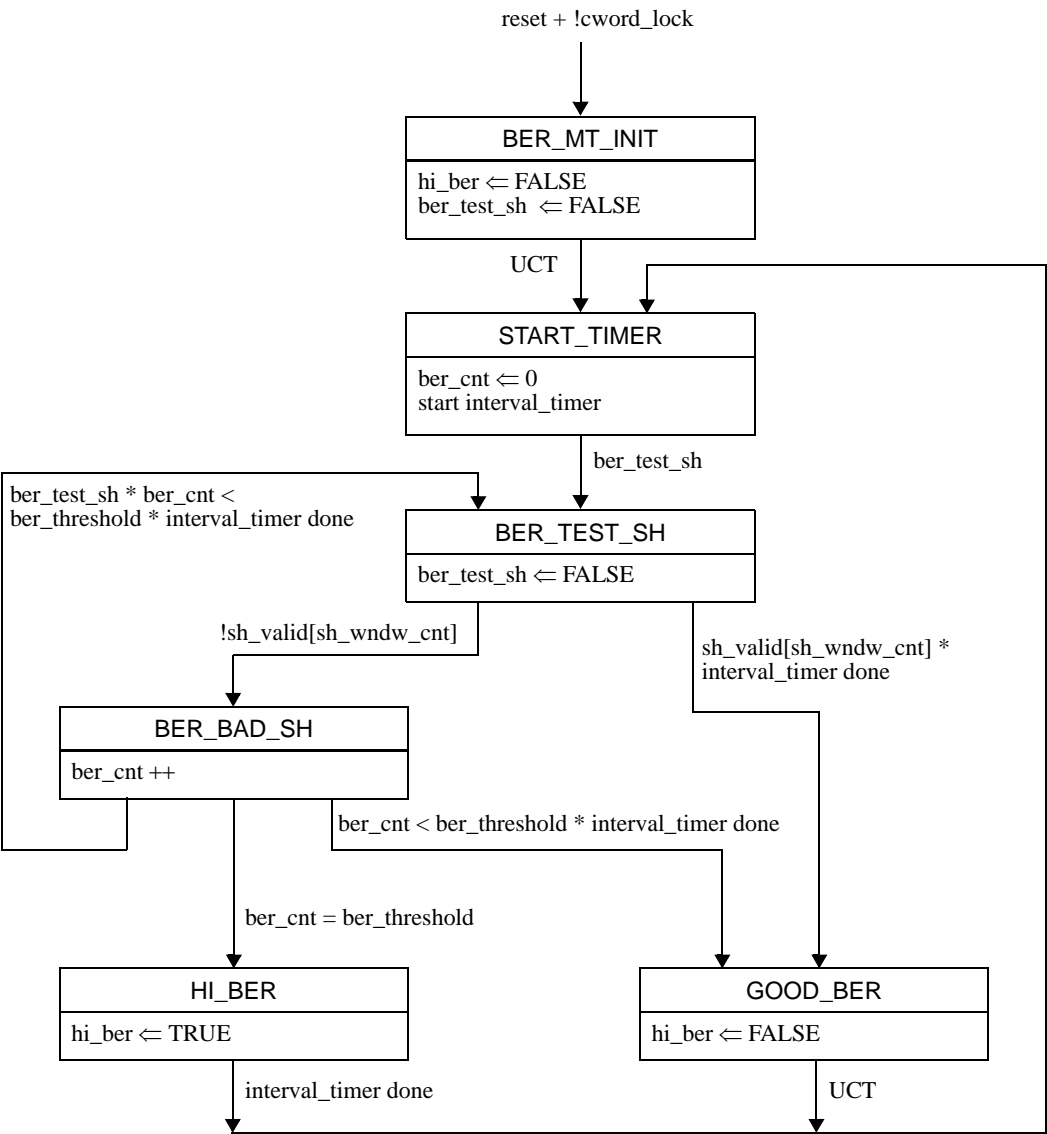 reset + !cword_lock
BER_MT_INIT
hi_ber ⇐ FALSE
ber_test_sh ⇐ FALSE
UCT
START_TIMER
ber_cnt ⇐ 0
start interval_timer
ber_test_sh
ber_test_sh * ber_cnt <
ber_threshold * interval_timer done
BER_TEST_SH
ber_test_sh ⇐ FALSE
!sh_valid[sh_wndw_cnt]
sh_valid[sh_wndw_cnt] *
interval_timer done
BER_BAD_SH
ber_cnt ++
ber_cnt < ber_threshold * interval_timer done
ber_cnt = ber_threshold
HI_BER
hi_ber ⇐ TRUE
GOOD_BER
hi_ber ⇐ FALSE
interval_timer done
UCT